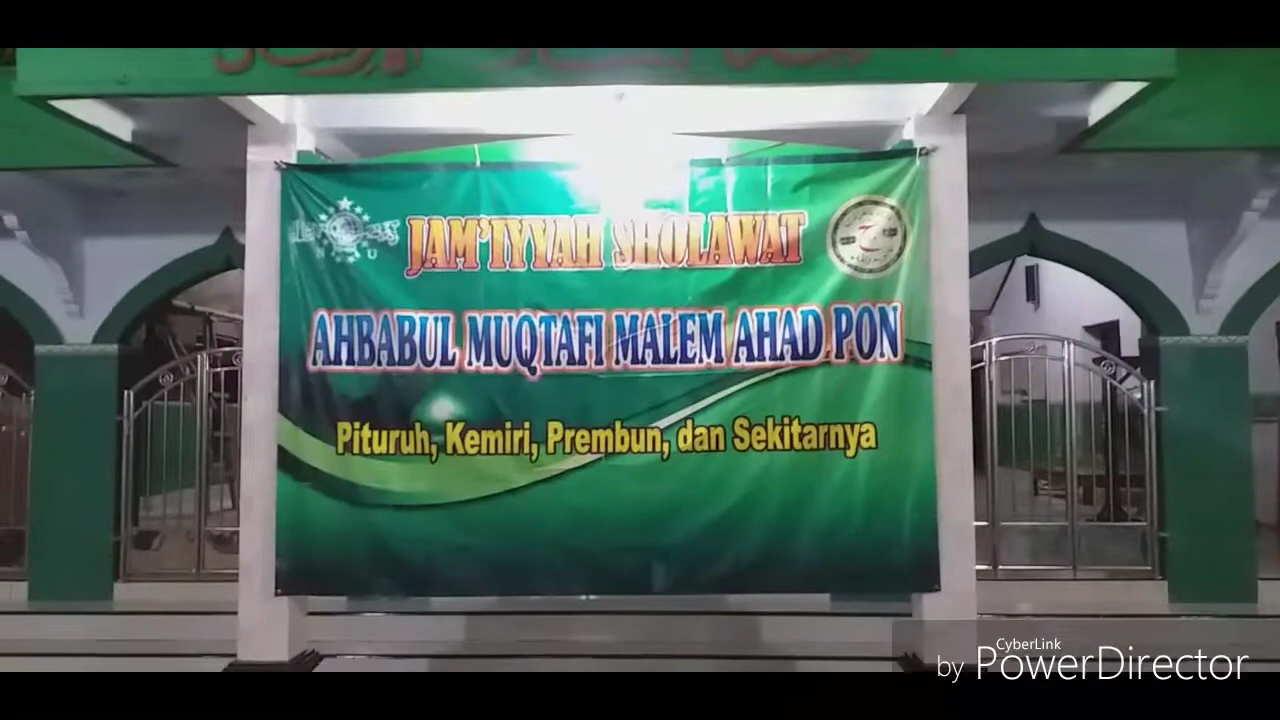 JAM'IYYAH SHOLAWAT
AHBABUL MUQTAFI MALEM AHAD PON
Pituruh, Kemiri, Prembun, dan Sekitarnya
CyberLink
by PowerDirector